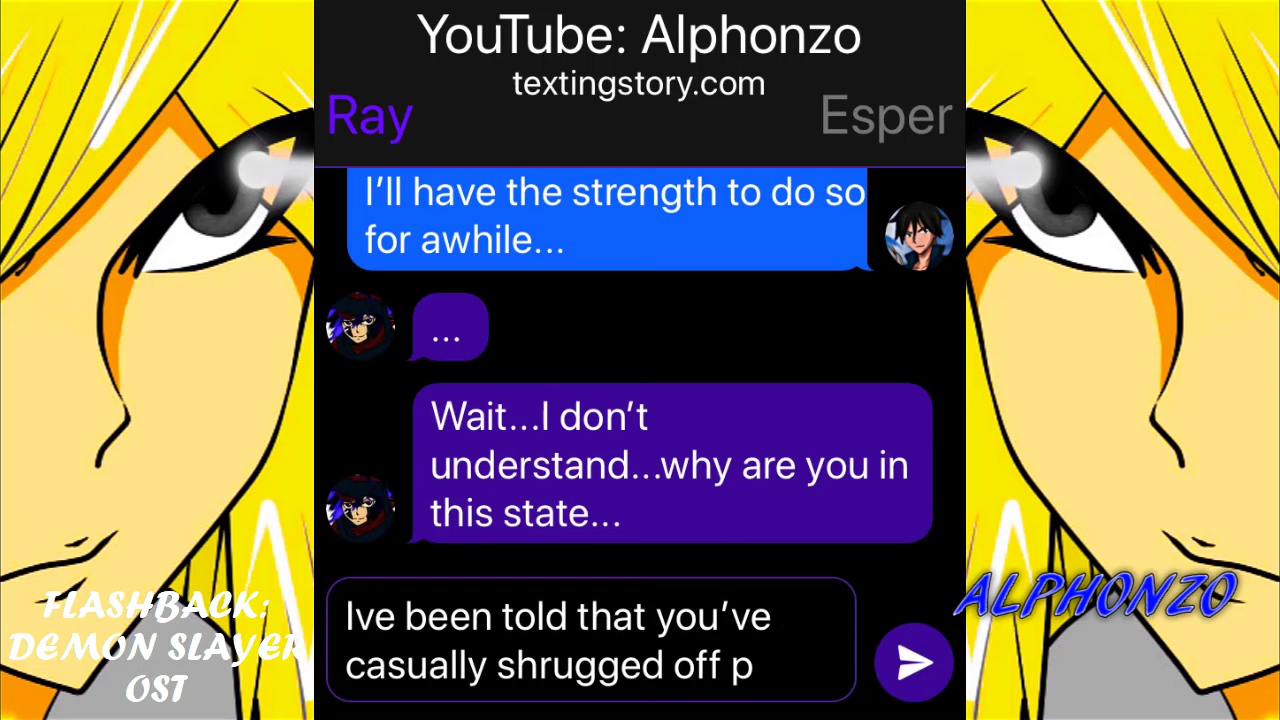 YouTube: Alphonzo
textingstory.com
Ray
Esper
I’ll have the strength to do so
for awhile...
...
Wait...I don’t
understand...why are you in
this state...
Ive been told that you’ve
casually shrugged off p
FLASHBACK:
DEMON SLAYER
OST
ALPHONZO